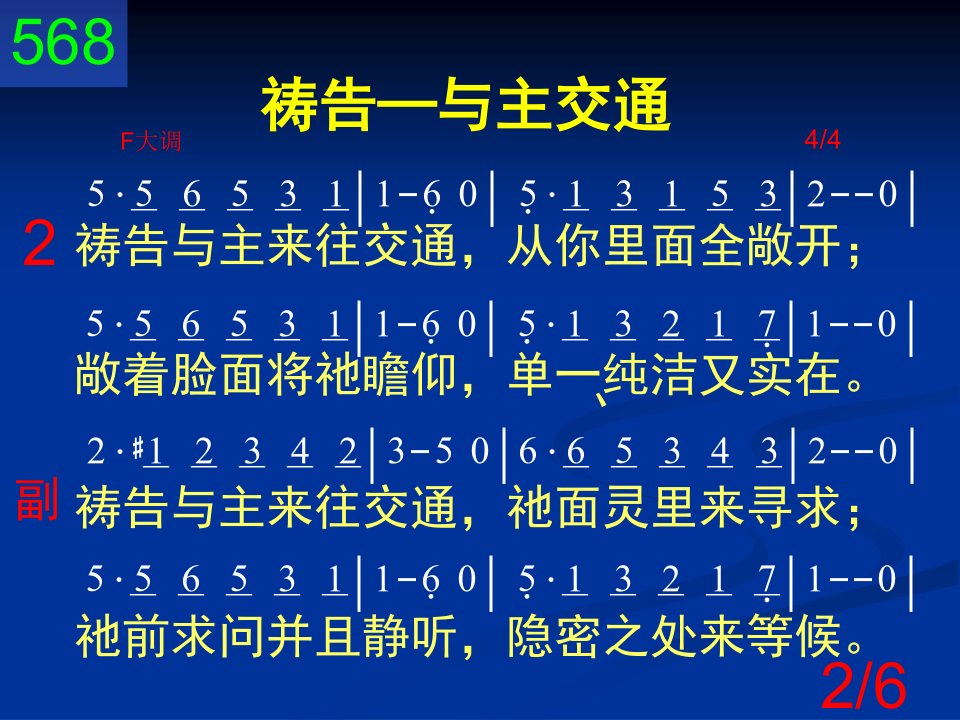 568
祷告—与主交通
F大调 4/4
5·5 6 5 3 1|1-6̣ 0| 5̣·1 3 1 5 3|2--0|
2 祷告与主来往交通，从你里面全敞开；
5·5 6 5 3 1|1-6̣ 0| 5̣·1 3 2 1 7̣|1--0|
敞着脸面将祂瞻仰，单一、纯洁又实在。
2·♯1 2 3 4 2|3-5 0|6·6 5 3 4 3|2--0|
副 祷告与主来往交通，祂面灵里来寻求；
5·5 6 5 3 1|1-6̣ 0| 5̣·1 3 2 1 7̣|1--0|
祂前求问并且静听，隐密之处来等候。
2/6